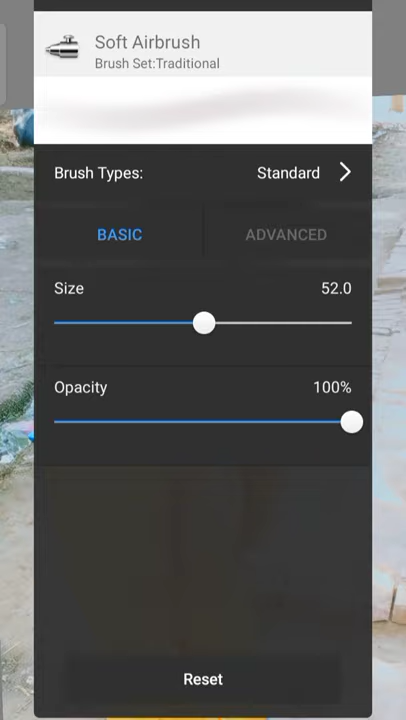 Soft Airbrush
Brush Set:Traditional
Brush Types: Standard
BASIC ADVANCED
Size 52.0
Opacity 100%
Reset